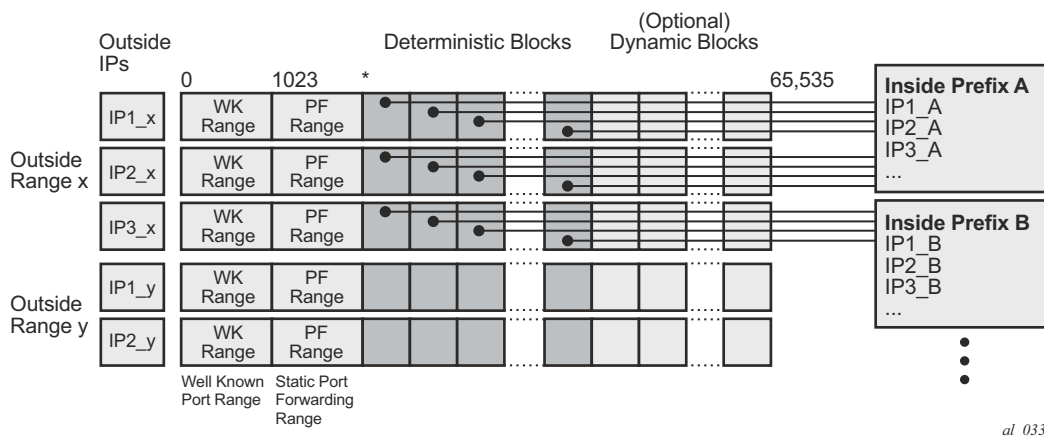 Outside
IPs
Deterministic Blocks
(Optional)
Dynamic Blocks
0
1023
*
65,535
Outside
Range x
IP1_x
WK
Range
PF
Range
IP2_x
WK
Range
PF
Range
IP3_x
WK
Range
PF
Range
Outside
Range y
IP1_y
WK
Range
PF
Range
IP2_y
WK
Range
PF
Range
Well Known
Port Range
Static Port
Forwarding
Range
Inside Prefix A
IP1_A
IP2_A
IP3_A
...
Inside Prefix B
IP1_B
IP2_B
IP3_B
...
al_033